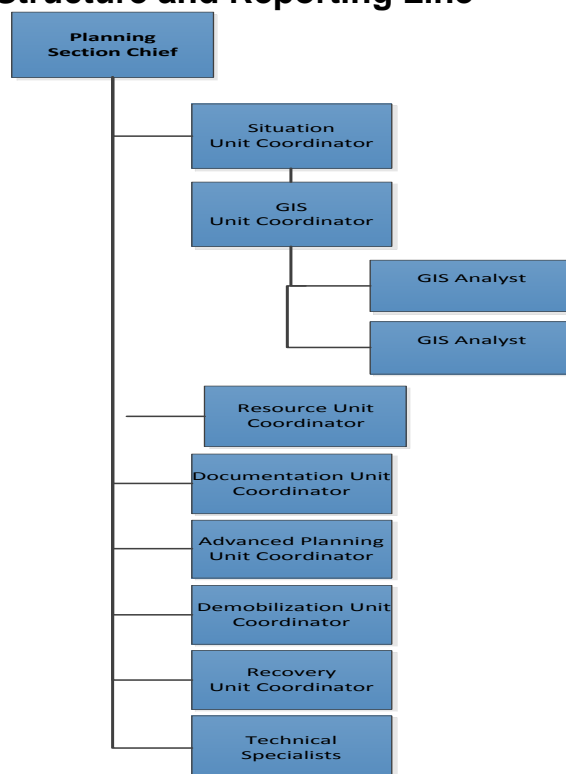 Structure and Reporting Line
Planning
Section Chief
Situation
Unit Coordinator
GIS
Unit Coordinator
GIS Analyst
GIS Analyst
Resource Unit
Coordinator
Documentation Unit
Coordinator
Advanced Planning
Unit Coordinator
Demobilization Unit
Coordinator
Recovery
Unit Coordinator
Technical
Specialists